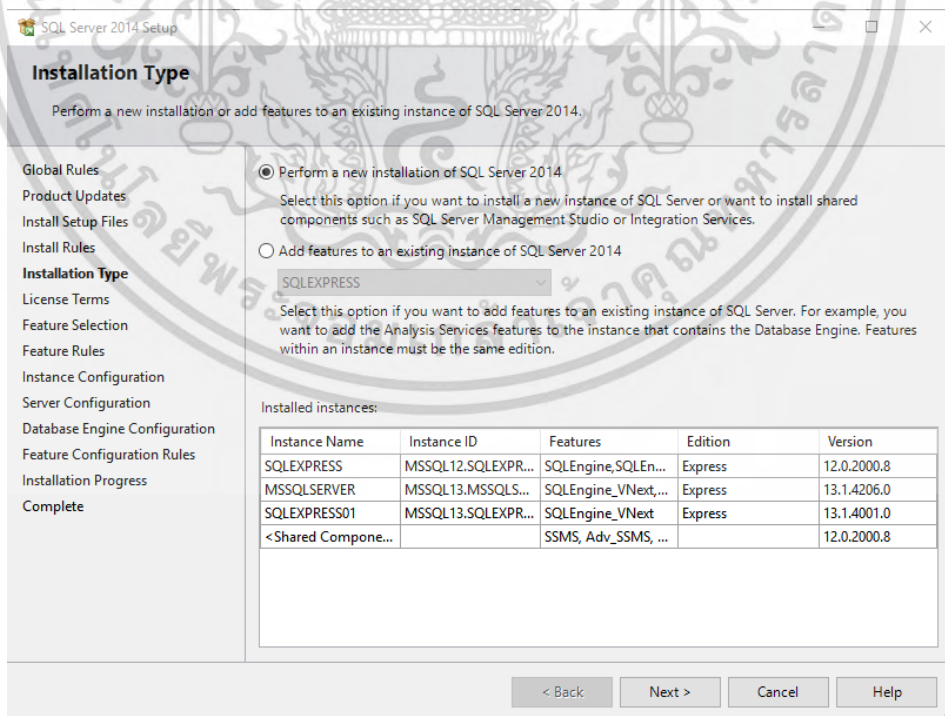 SQL Server 2014 Setup
Installation Type
Perform a new installation or add features to an existing instance of SQL Server 2014.
Global Rules
Product Updates
Install Setup Files
Install Rules
Installation Type
License Terms
Feature Selection
Feature Rules
Instance Configuration
Server Configuration
Database Engine Configuration
Feature Configuration Rules
Installation Progress
Complete
Perform a new installation of SQL Server 2014
Select this option if you want to install a new instance of SQL Server or want to install shared
components such as SQL Server Management Studio or Integration Services.
Add features to an existing instance of SQL Server 2014
SQLEXPRESS
Select this option if you want to add features to an existing instance of SQL Server. For example, you
want to add the Analysis Services features to the instance that contains the Database Engine. Features
within an instance must be the same edition.
Installed instances:
Instance Name Instance ID Features Edition Version
SQLEXPRESS MSSQL12.SQLEXPR... SQLEngine,SQLEn... Express 12.0.2000.8
MSSQLSERVER MSSQL13.MSSQLS... SQLEngine_VNext,... Express 13.1.4206.0
SQLEXPRESS01 MSSQL13.SQLEXPR... SQLEngine_VNext Express 13.1.4001.0
<Shared Compone... SSMS, Adv_SSMS, ... 12.0.2000.8
< Back Next > Cancel Help